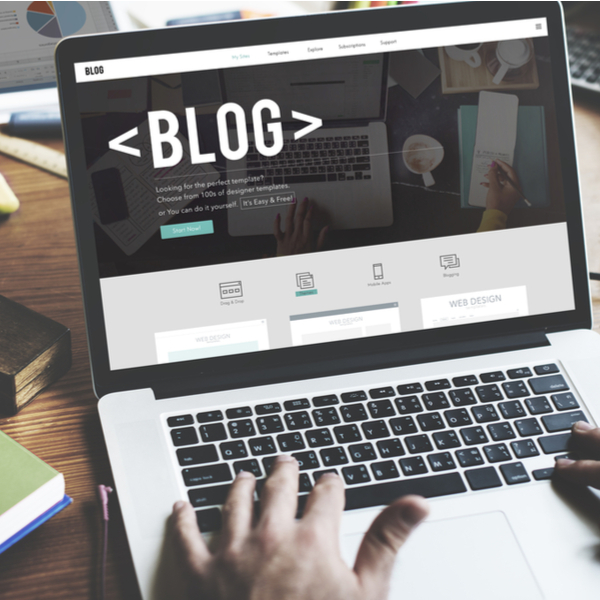 BLOG
My Sites Templates Explore Subscriptions Support
<BLOG>
Looking for the perfect template?
Choose from 100s of designer templates.
or You can do it yourself. It's Easy & Free!
Start Now!
Drag & Drop
Mobile Apps
Blogging
WEB DESIGN
WEB DESIGN
WEB DESIGN